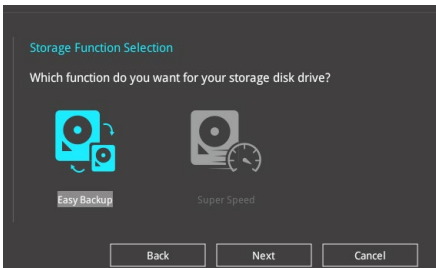 Storage Function Selection
Which function do you want for your storage disk drive?
Easy Backup
Super Speed
Back
Next
Cancel